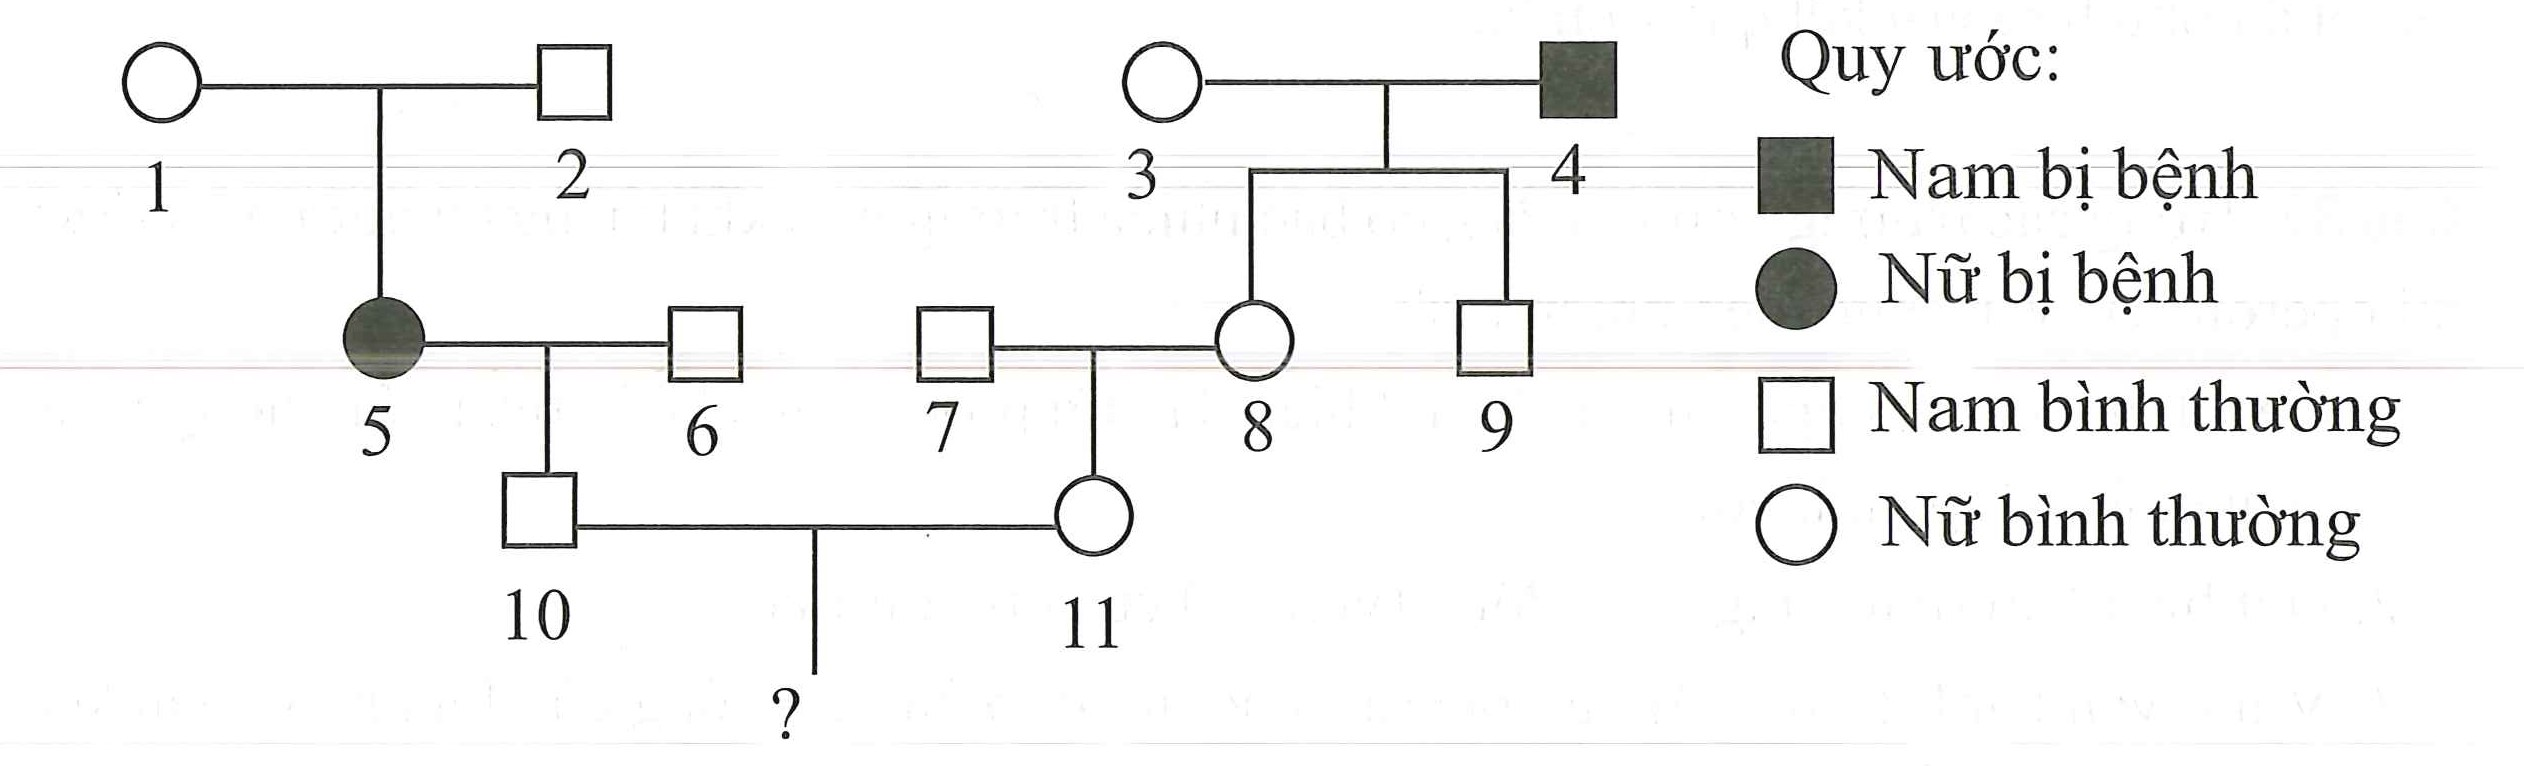 Quy ước:
1
2
3
4
Nam bị bệnh
Nữ bị bệnh
5
6
7
8
9
Nam bình thường
10
11
Nữ bình thường
?